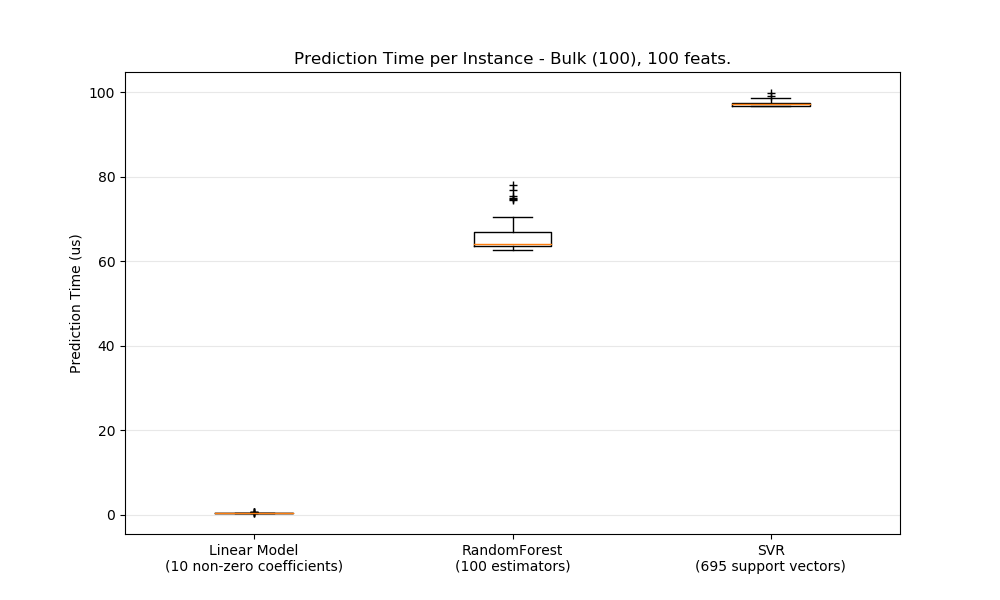 Prediction Time per Instance - Bulk (100), 100 feats.
Prediction Time (us)
100
80
60
40
20
0
Linear Model
(10 non-zero coefficients)
RandomForest
(100 estimators)
SVR
(695 support vectors)